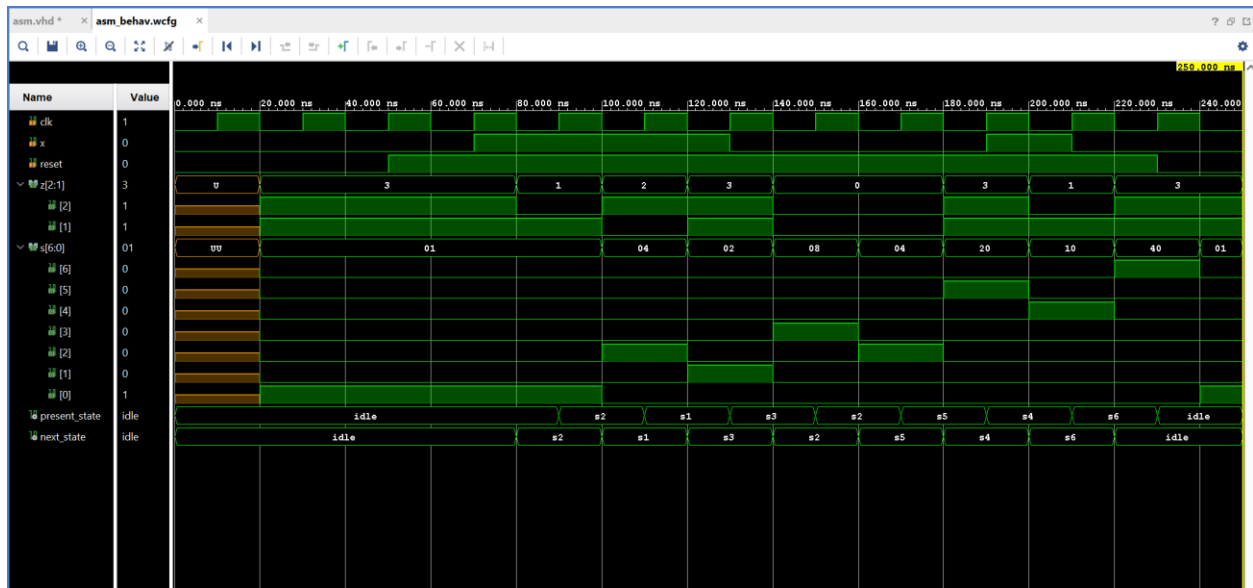 asm.vhd * × asm_behav.wcfg ×
250.000 ns
Name Value
0.000 ns 20.000 ns 40.000 ns 60.000 ns 80.000 ns 100.000 ns 120.000 ns 140.000 ns 160.000 ns 180.000 ns 200.000 ns 220.000 ns 240.000
clk 1
x 0
reset 0
z[2:1] 3 U 3 1 2 3 0 3 1 3
[2] 1
[1] 1
s[6:0] 01 UU 01 04 02 08 04 20 10 40 01
[6] 0
[5] 0
[4] 0
[3] 0
[2] 0
[1] 0
[0] 1
present_state idle idle s2 s1 s3 s2 s5 s4 s6 idle
next_state idle idle s2 s1 s3 s2 s5 s4 s6 idle